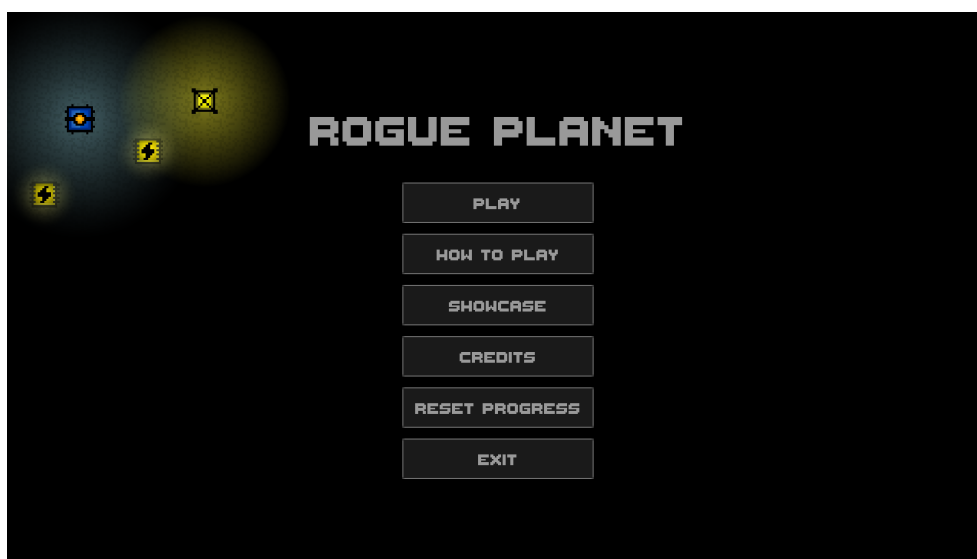 ROGUE PLANET
PLAY
HOW TO PLAY
SHOWCASE
CREDITS
RESET PROGRESS
EXIT